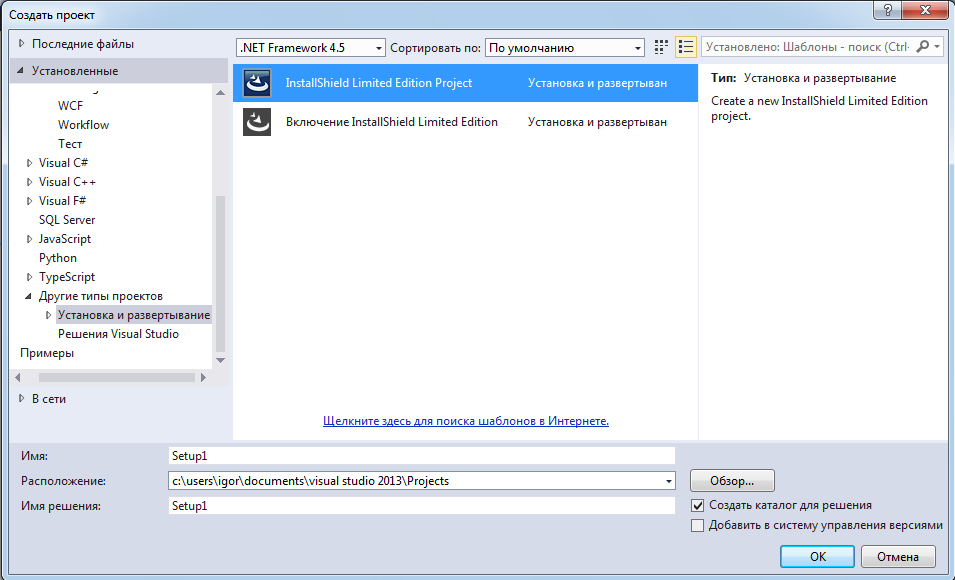 Создать проект
Последние файлы
Установленные
WCF
Workflow
Тест
Visual C#
Visual C++
Visual F#
SQL Server
JavaScript
Python
TypeScript
Другие типы проектов
Установка и развертывание
Решения Visual Studio
Примеры
В сети
.NET Framework 4.5 Сортировать по: По умолчанию
InstallShield Limited Edition Project Установка и развертыван
Включение InstallShield Limited Edition Установка и развертыван
Щелкните здесь для поиска шаблонов в Интернете.
Установлено: Шаблоны - поиск (Ctrl-
Тип: Установка и развертывание
Create a new InstallShield Limited Edition
project.
Имя: Setup1
Расположение: c:\users\igor\documents\visual studio 2013\Projects Обзор...
Имя решения: Setup1 Создать каталог для решения
Добавить в систему управления версиями
OK Отмена